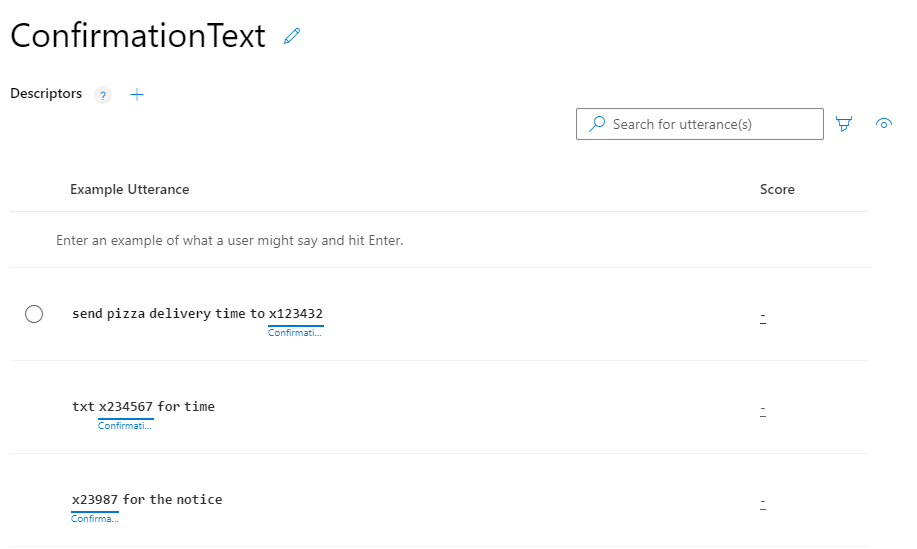 ConfirmationText
Descriptors ? +
Search for utterance(s)
Example Utterance Score
Enter an example of what a user might say and hit Enter.
send pizza delivery time to x123432 -
Confirmati...
txt x234567 for time -
Confirmati...
x23987 for the notice -
Confirma...